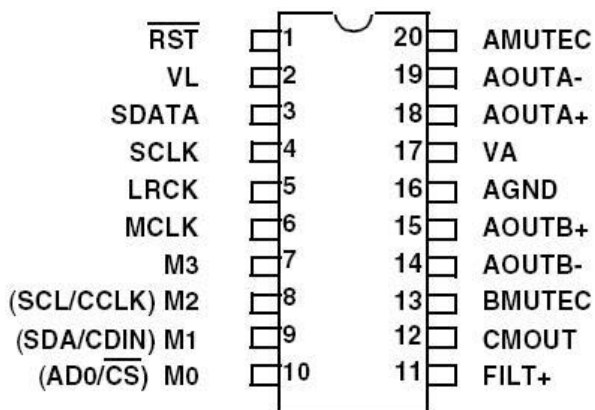 RST 1 20 AMUTEC
VL 2 19 AOUTA-
SDATA 3 18 AOUTA+
SCLK 4 17 VA
LRCK 5 16 AGND
MCLK 6 15 AOUTB+
M3 7 14 AOUTB-
(SCL/CCLK) M2 8 13 BMUTEC
(SDA/CDIN) M1 9 12 CMOUT
(AD0/CS) M0 10 11 FILT+